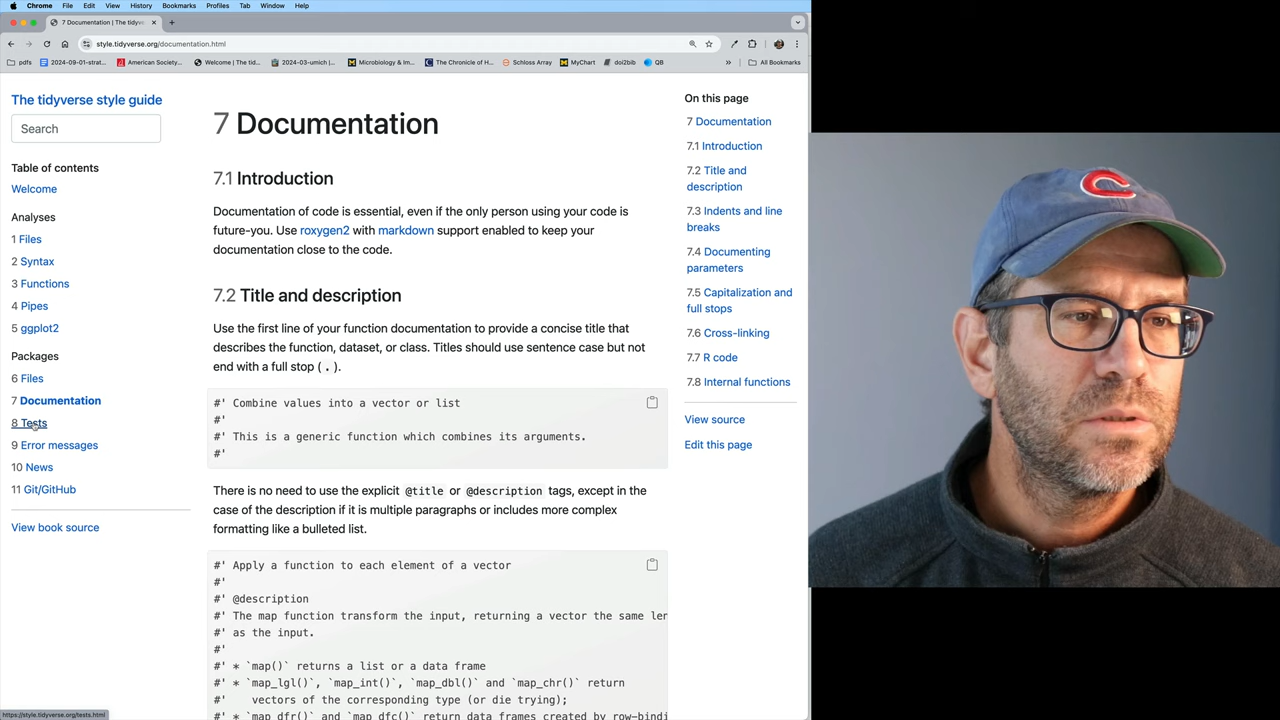 Chrome File Edit View History Bookmarks Profiles Tab Window Help
7 Documentation | The tidyve
style.tidyverse.org/documentation.html
pdfs 2024-09-01-strat... American Society... Welcome | The tid... 2024-03-umich |... Microbiology & Im... The Chronicle of H... Schloss Array MyChart doi2bib QB » All Bookmarks
The tidyverse style guide
Search
Table of contents
Welcome
Analyses
1 Files
2 Syntax
3 Functions
4 Pipes
5 ggplot2
Packages
6 Files
7 Documentation
8 Tests
9 Error messages
10 News
11 Git/GitHub
View book source
7 Documentation
7.1 Introduction
Documentation of code is essential, even if the only person using your code is
future-you. Use roxygen2 with markdown support enabled to keep your
documentation close to the code.
7.2 Title and description
Use the first line of your function documentation to provide a concise title that
describes the function, dataset, or class. Titles should use sentence case but not
end with a full stop (.).
#' Combine values into a vector or list
#'
#' This is a generic function which combines its arguments.
#'
There is no need to use the explicit @title or @description tags, except in the
case of the description if it is multiple paragraphs or includes more complex
formatting like a bulleted list.
#' Apply a function to each element of a vector
#'
#' @description
#' The map function transform the input, returning a vector the same len
#' as the input.
#'
#' * `map()` returns a list or a data frame
#' * `map_lgl()`, `map_int()`, `map_dbl()` and `map_chr()` return
#'    vectors of the corresponding type (or die trying);
#' * `map_dfr()` and `map_dfc()` return data frames created by row-bindi
On this page
7 Documentation
7.1 Introduction
7.2 Title and
description
7.3 Indents and line
breaks
7.4 Documenting
parameters
7.5 Capitalization and
full stops
7.6 Cross-linking
7.7 R code
7.8 Internal functions
View source
Edit this page
https://style.tidyverse.org/tests.html
C